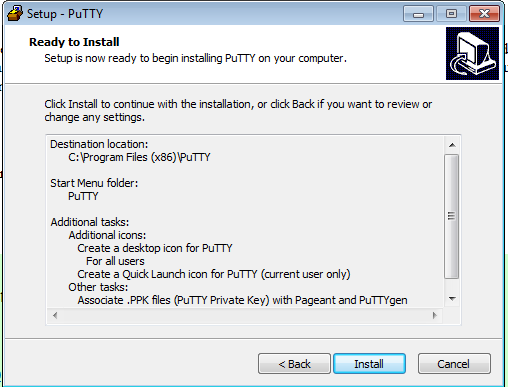 Setup - PuTTY
Ready to Install
Setup is now ready to begin installing PuTTY on your computer.
Click Install to continue with the installation, or click Back if you want to review or
change any settings.
Destination location:
C:\Program Files (x86)\PuTTY
Start Menu folder:
PuTTY
Additional tasks:
Additional icons:
Create a desktop icon for PuTTY
For all users
Create a Quick Launch icon for PuTTY (current user only)
Other tasks:
Associate .PPK files (PuTTY Private Key) with Pageant and PuTTYgen
< Back
Install
Cancel